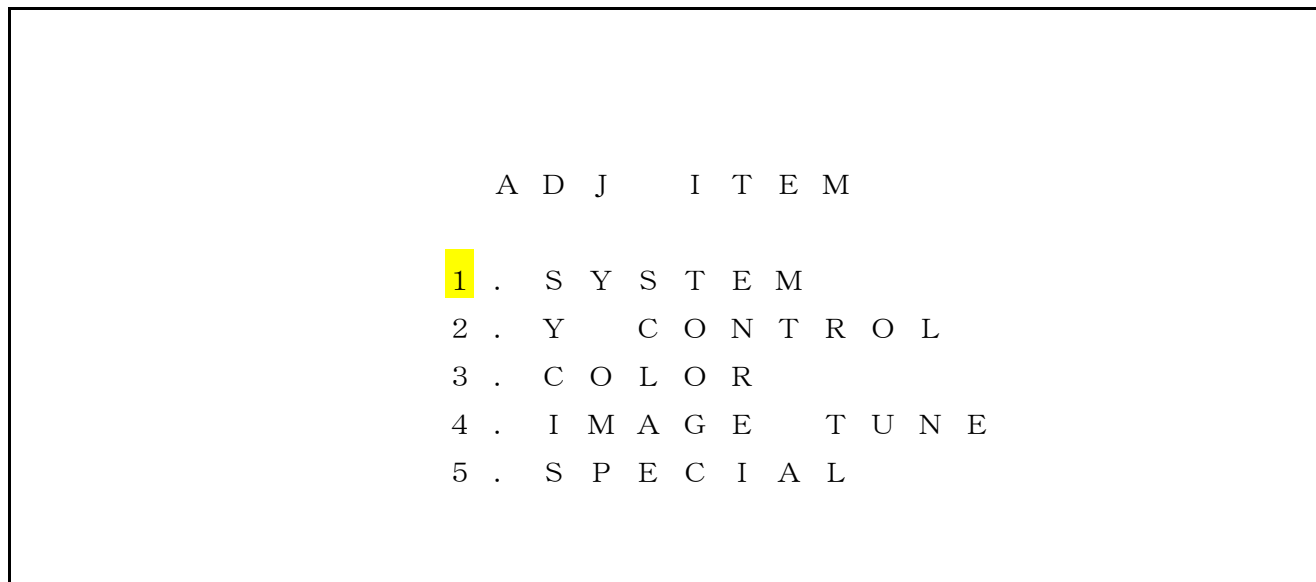 ADJ ITEM
1. SYSTEM
2. Y CONTROL
3. COLOR
4. IMAGE TUNE
5. SPECIAL